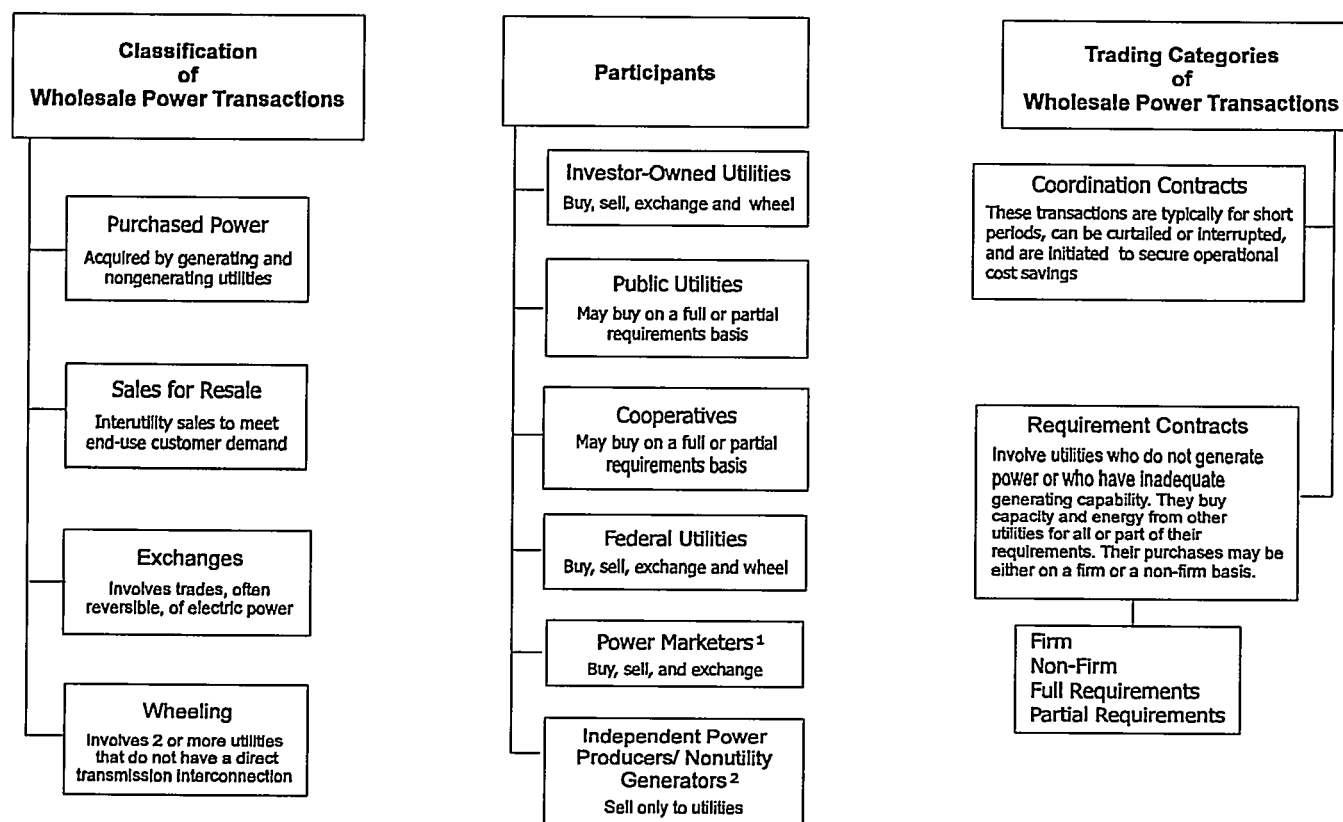 Classification
of
Wholesale Power Transactions
Purchased Power
Acquired by generating and
nongenerating utilities
Sales for Resale
Interutility sales to meet
end-use customer demand
Exchanges
Involves trades, often
reversible, of electric power
Wheeling
Involves 2 or more utilities
that do not have a direct
transmission interconnection
Participants
Investor-Owned Utilities
Buy, sell, exchange and wheel
Public Utilities
May buy on a full or partial
requirements basis
Cooperatives
May buy on a full or partial
requirements basis
Federal Utilities
Buy, sell, exchange and wheel
Power Marketers¹
Buy, sell, and exchange
Independent Power
Producers/ Nonutility
Generators²
Sell only to utilities
Trading Categories
of
Wholesale Power Transactions
Coordination Contracts
These transactions are typically for short
periods, can be curtailed or interrupted,
and are initiated to secure operational
cost savings
Requirement Contracts
Involve utilities who do not generate
power or who have inadequate
generating capability. They buy
capacity and energy from other
utilities for all or part of their
requirements. Their purchases may be
either on a firm or a non-firm basis.
Firm
Non-Firm
Full Requirements
Partial Requirements